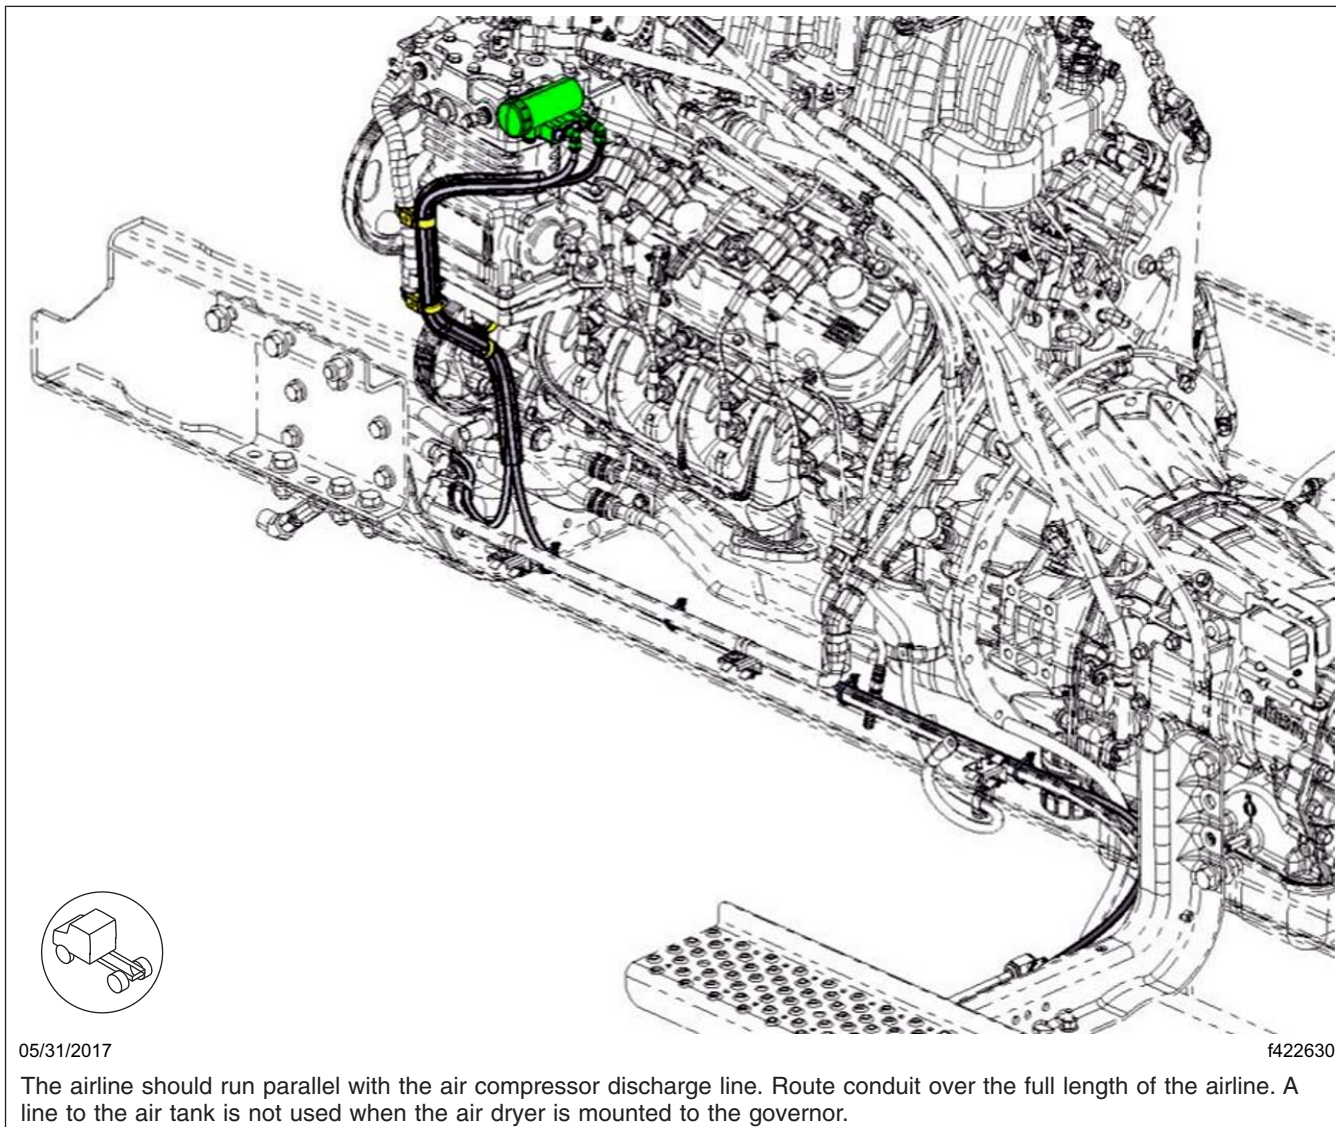 05/31/2017
f422630
The airline should run parallel with the air compressor discharge line. Route conduit over the full length of the airline. A
line to the air tank is not used when the air dryer is mounted to the governor.